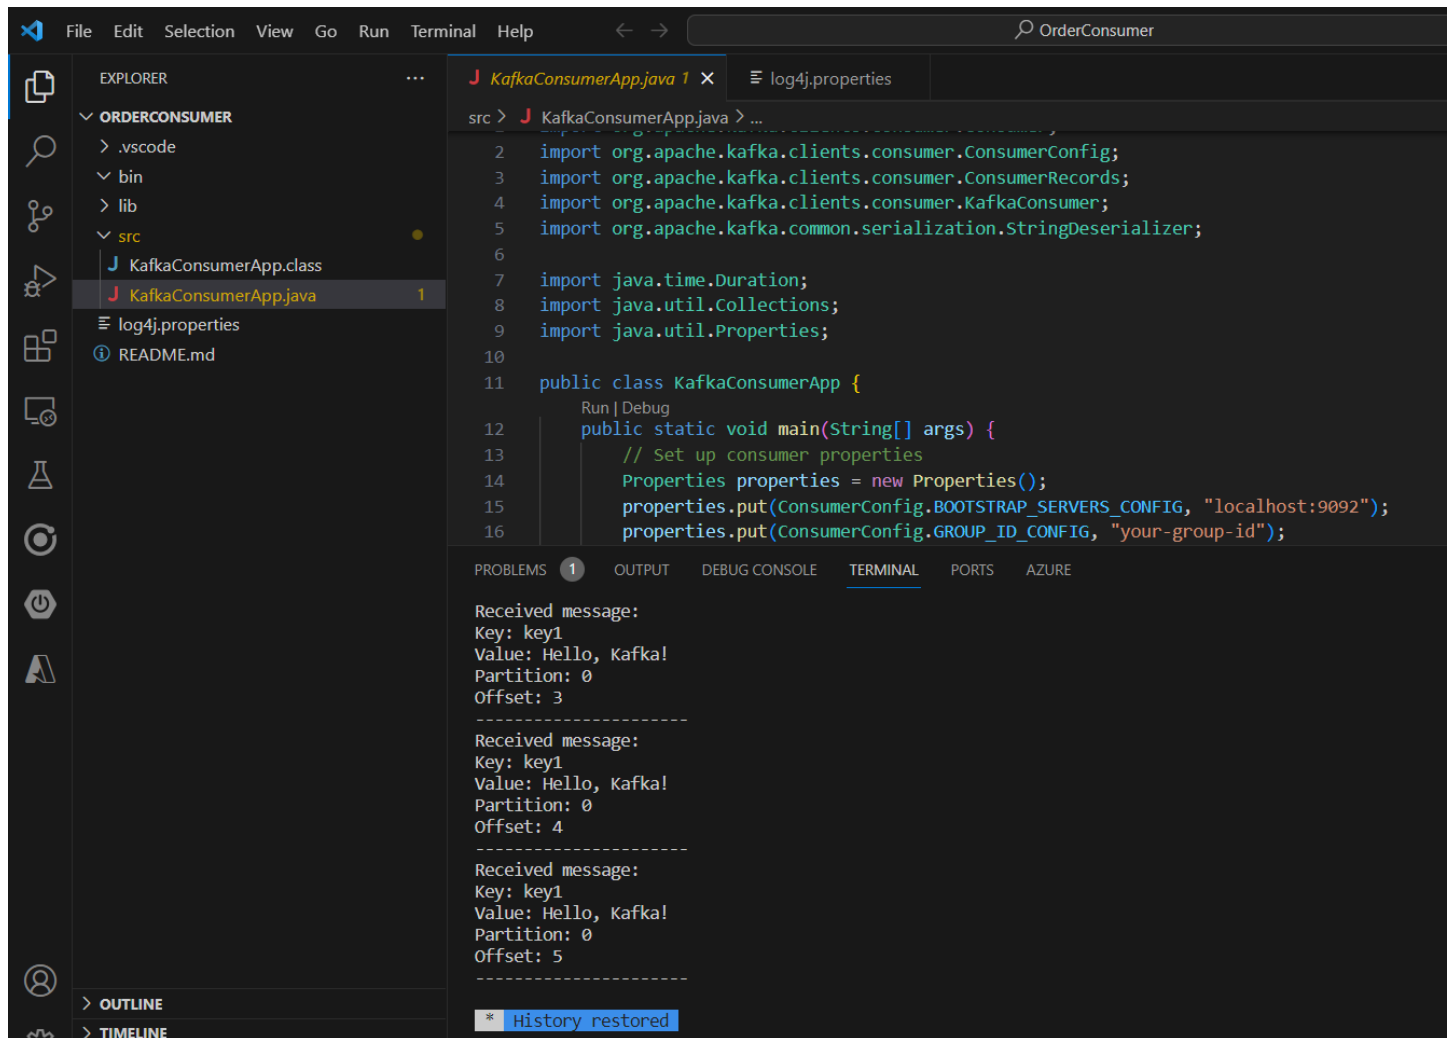 File Edit Selection View Go Run Terminal Help
OrderConsumer
EXPLORER
ORDERCONSUMER
.vscode
bin
lib
src
KafkaConsumerApp.class
KafkaConsumerApp.java 1
log4j.properties
README.md
OUTLINE
TIMELINE
KafkaConsumerApp.java 1
log4j.properties
src > KafkaConsumerApp.java > ...
2 import org.apache.kafka.clients.consumer.ConsumerConfig;
3 import org.apache.kafka.clients.consumer.ConsumerRecords;
4 import org.apache.kafka.clients.consumer.KafkaConsumer;
5 import org.apache.kafka.common.serialization.StringDeserializer;
6
7 import java.time.Duration;
8 import java.util.Collections;
9 import java.util.Properties;
10
11 public class KafkaConsumerApp {
Run | Debug
12 public static void main(String[] args) {
13 // Set up consumer properties
14 Properties properties = new Properties();
15 properties.put(ConsumerConfig.BOOTSTRAP_SERVERS_CONFIG, "localhost:9092");
16 properties.put(ConsumerConfig.GROUP_ID_CONFIG, "your-group-id");
PROBLEMS 1 OUTPUT DEBUG CONSOLE TERMINAL PORTS AZURE
Received message:
Key: key1
Value: Hello, Kafka!
Partition: 0
Offset: 3
-----------------------
Received message:
Key: key1
Value: Hello, Kafka!
Partition: 0
Offset: 4
-----------------------
Received message:
Key: key1
Value: Hello, Kafka!
Partition: 0
Offset: 5
-----------------------
* History restored